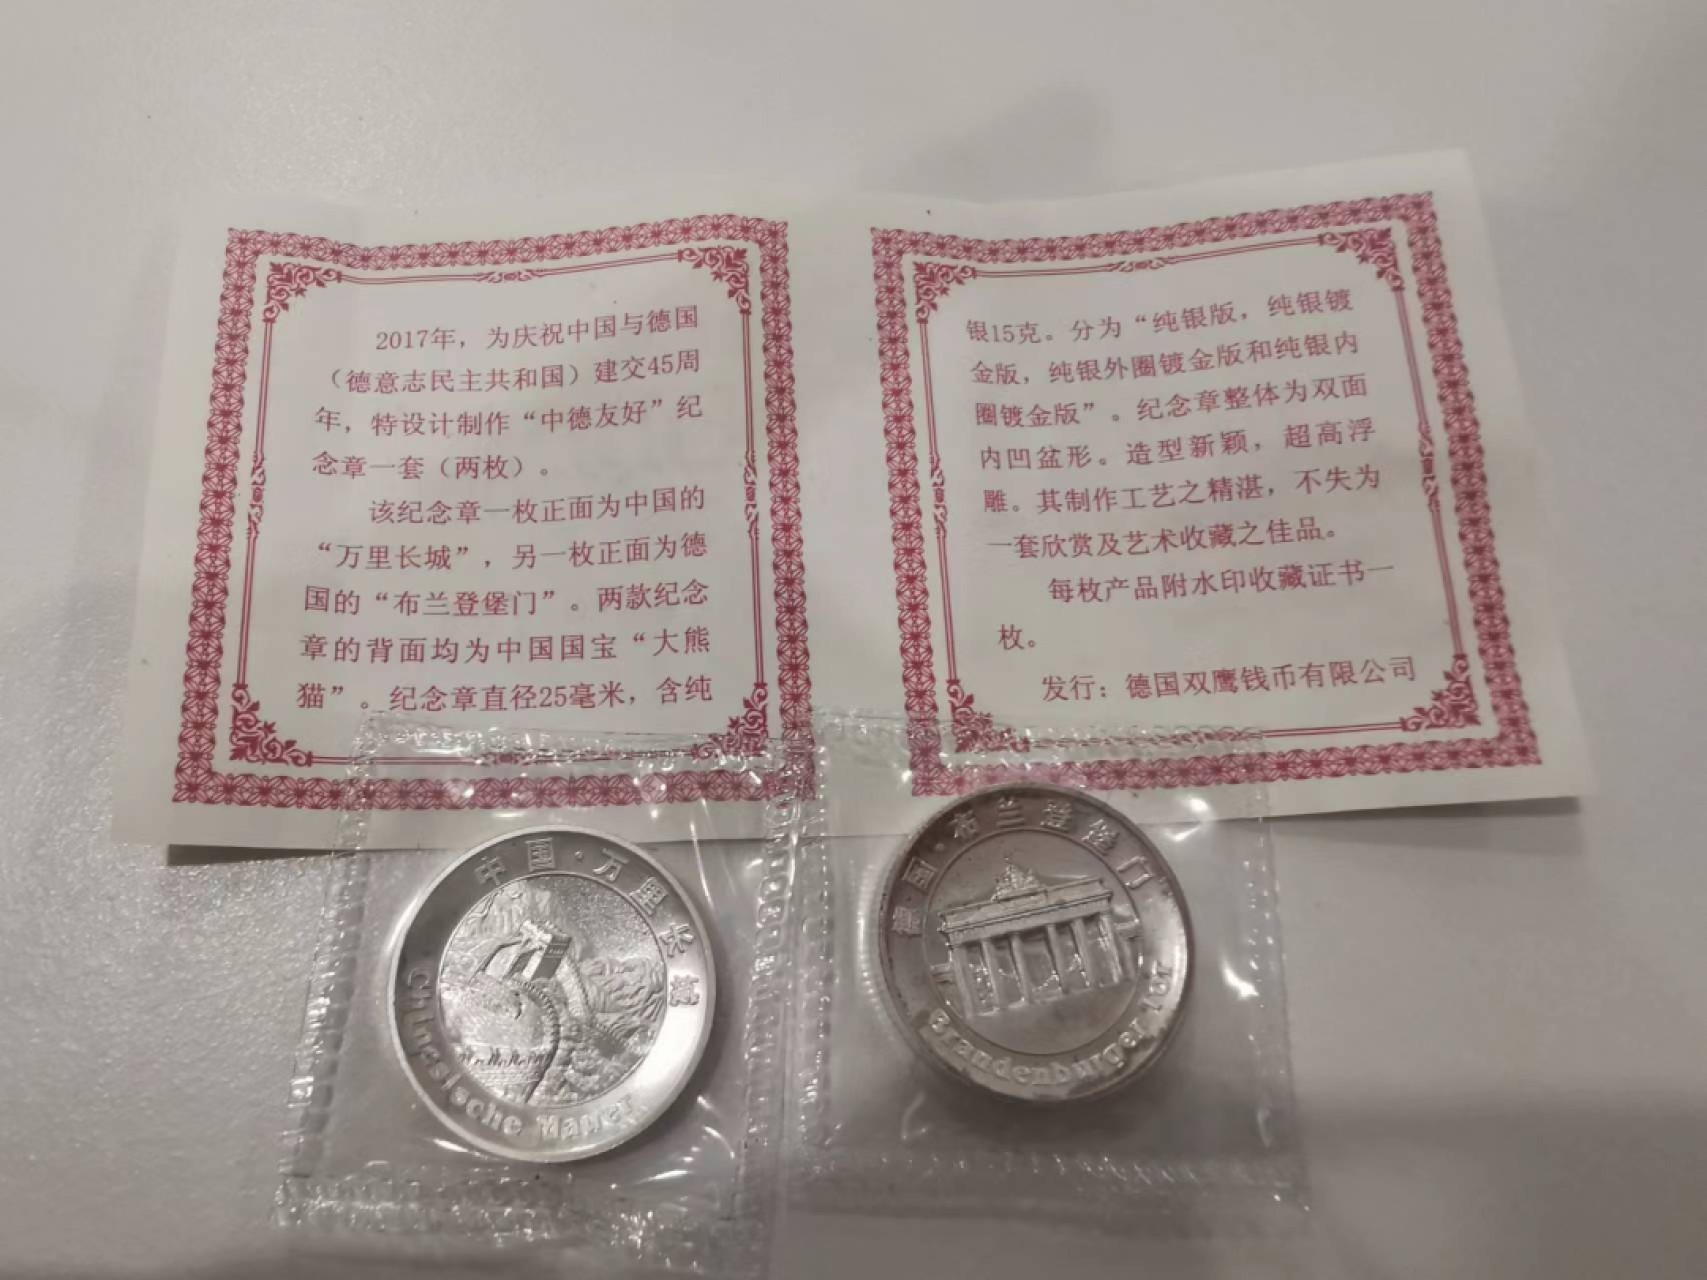 2017年，为庆祝中国与德国
（德意志民主共和国）建交45周
年，特设计制作“中德友好”纪
念章一套（两枚）。
该纪念章一枚正面为中国的
“万里长城”，另一枚正面为德
国的“布兰登堡门”。两款纪念
章的背面均为中国国宝“大熊
猫”。纪念章直径25毫米，含纯
银15克。分为“纯银版，纯银镀
金版，纯银外圈镀金版和纯银内
圈镀金版”。纪念章整体为双面
内凹盆形。造型新颖，超高浮
雕。其制作工艺之精湛，不失为
一套欣赏及艺术收藏之佳品。
每枚产品附水印收藏证书一
枚。
发行：德国双鹰钱币有限公司
中国·万里长城
Chinesische Mauer
德国·布兰登堡门
Brandenburger Tor